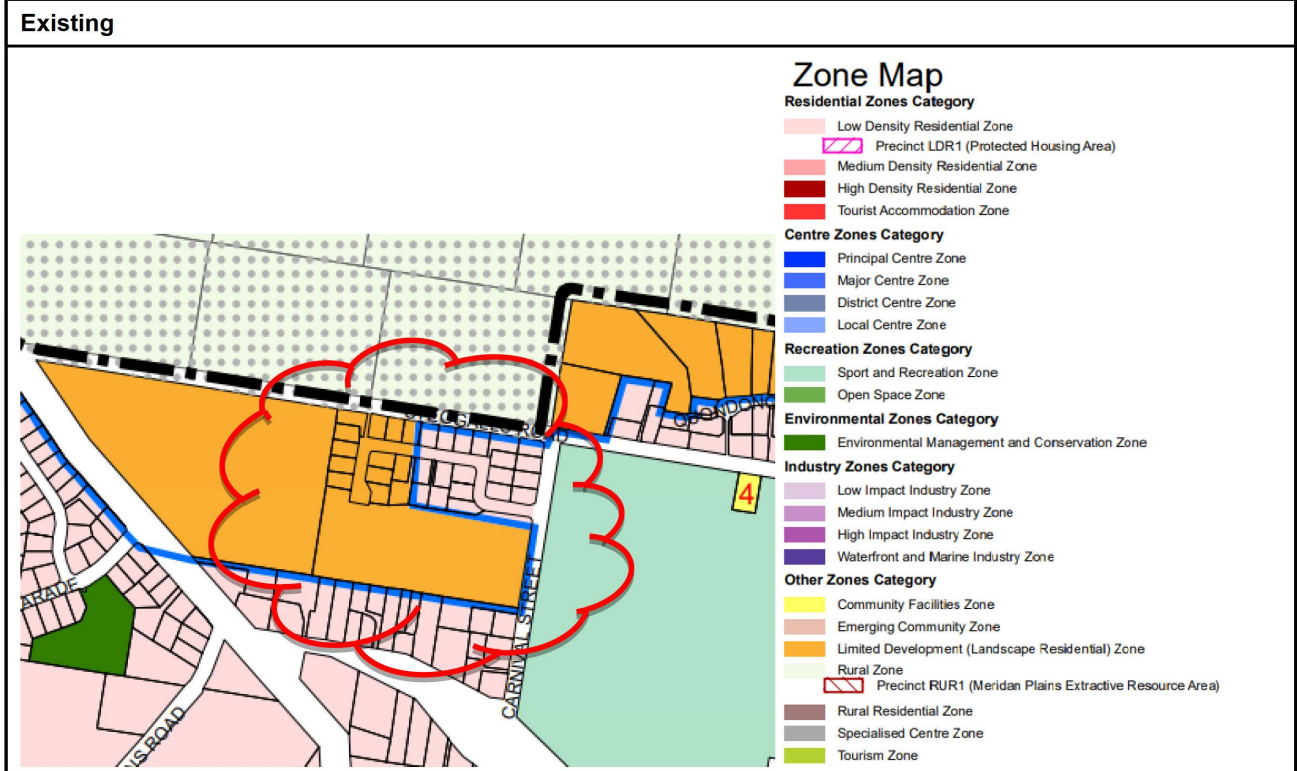 Existing
Zone Map
Residential Zones Category
Low Density Residential Zone
Precinct LDR1 (Protected Housing Area)
Medium Density Residential Zone
High Density Residential Zone
Tourist Accommodation Zone
Centre Zones Category
Principal Centre Zone
Major Centre Zone
District Centre Zone
Local Centre Zone
Recreation Zones Category
Sport and Recreation Zone
Open Space Zone
Environmental Zones Category
Environmental Management and Conservation Zone
Industry Zones Category
Low Impact Industry Zone
Medium Impact Industry Zone
High Impact Industry Zone
Waterfront and Marine Industry Zone
Other Zones Category
Community Facilities Zone
Emerging Community Zone
Limited Development (Landscape Residential) Zone
Rural Zone
Precinct RUR1 (Meridan Plains Extractive Resource Area)
Rural Residential Zone
Specialised Centre Zone
Tourism Zone
ROAD
QUONDONG
4
ARADE
CARNIVAL STREET
NS ROAD